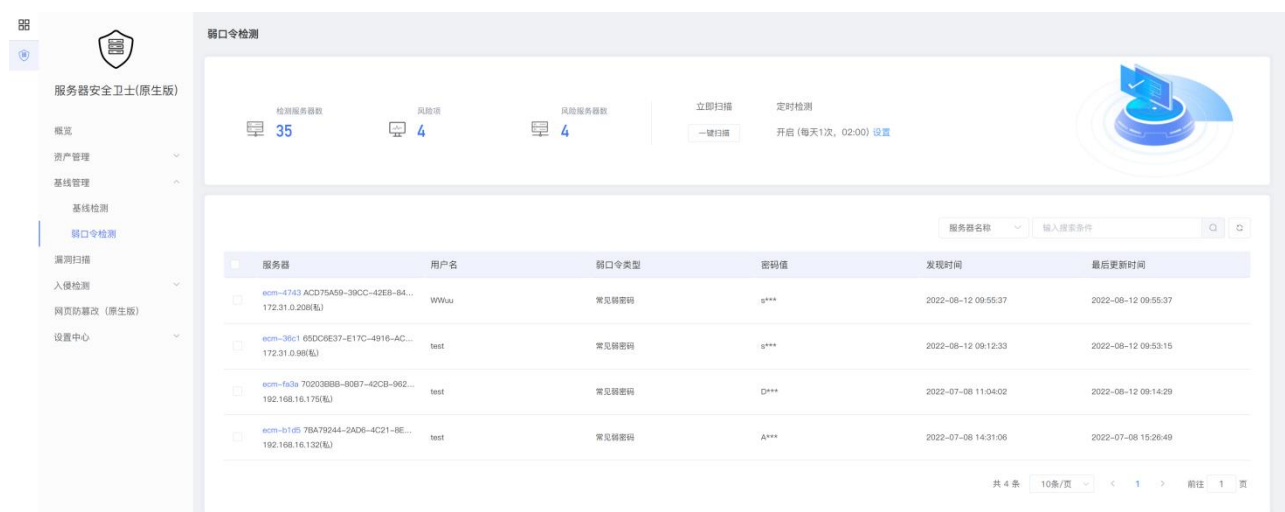 弱口令检测
服务器安全卫士(原生版)
概览
资产管理
基线管理
基线检测
弱口令检测
漏洞扫描
入侵检测
网页防篡改（原生版）
设置中心
检测服务器数
35
风险项
4
风险服务器数
4
立即扫描
一键扫描
定时检测
开启 (每天1次，02:00) 设置
服务器名称 输入搜索条件
服务器 用户名 弱口令类型 密码值 发现时间 最后更新时间
ecm-4743 ACD75A59-39CC-42E8-84...
172.31.0.208(私)
WWuu 常见弱密码 s*** 2022-08-12 09:55:37 2022-08-12 09:55:37
ecm-36c1 65DC6E37-E17C-4916-AC...
172.31.0.98(私)
test 常见弱密码 s*** 2022-08-12 09:12:33 2022-08-12 09:53:15
ecm-fa3a 70203BBB-80B7-42CB-962...
192.168.16.175(私)
test 常见弱密码 D*** 2022-07-08 11:04:02 2022-08-12 09:14:29
ecm-b1d5 7BA79244-2AD6-4C21-8E...
192.168.16.132(私)
test 常见弱密码 A*** 2022-07-08 14:31:06 2022-07-08 15:26:49
共 4 条 10条/页 < 1 > 前往 1 页